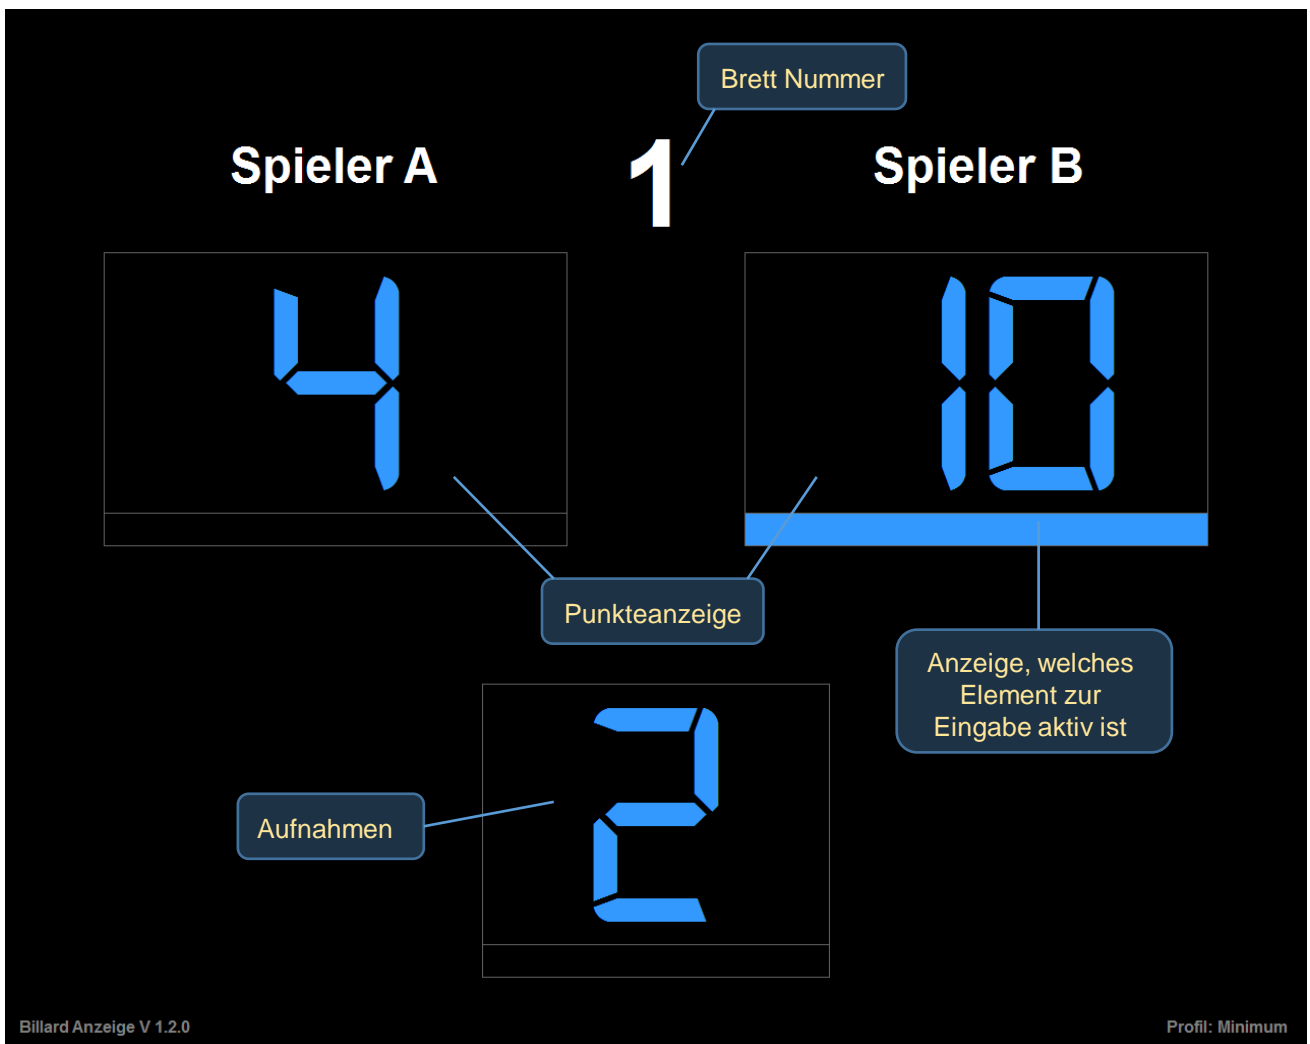 Brett Nummer
Spieler A
1
Spieler B
4
10
Punkteanzeige
Anzeige, welches
Element zur
Eingabe aktiv ist
2
Aufnahmen
Billard Anzeige V 1.2.0
Profil: Minimum